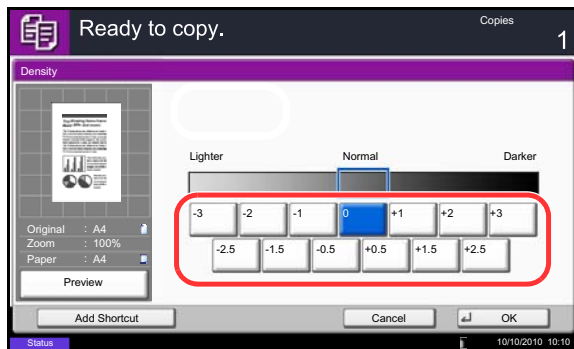 Ready to copy.
Copies
1
Density
Lighter Normal Darker
-3 -2 -1 0 +1 +2 +3
-2.5 -1.5 -0.5 +0.5 +1.5 +2.5
Original : A4
Zoom : 100%
Paper : A4
Preview
Add Shortcut Cancel OK
Status 10/10/2010 10:10